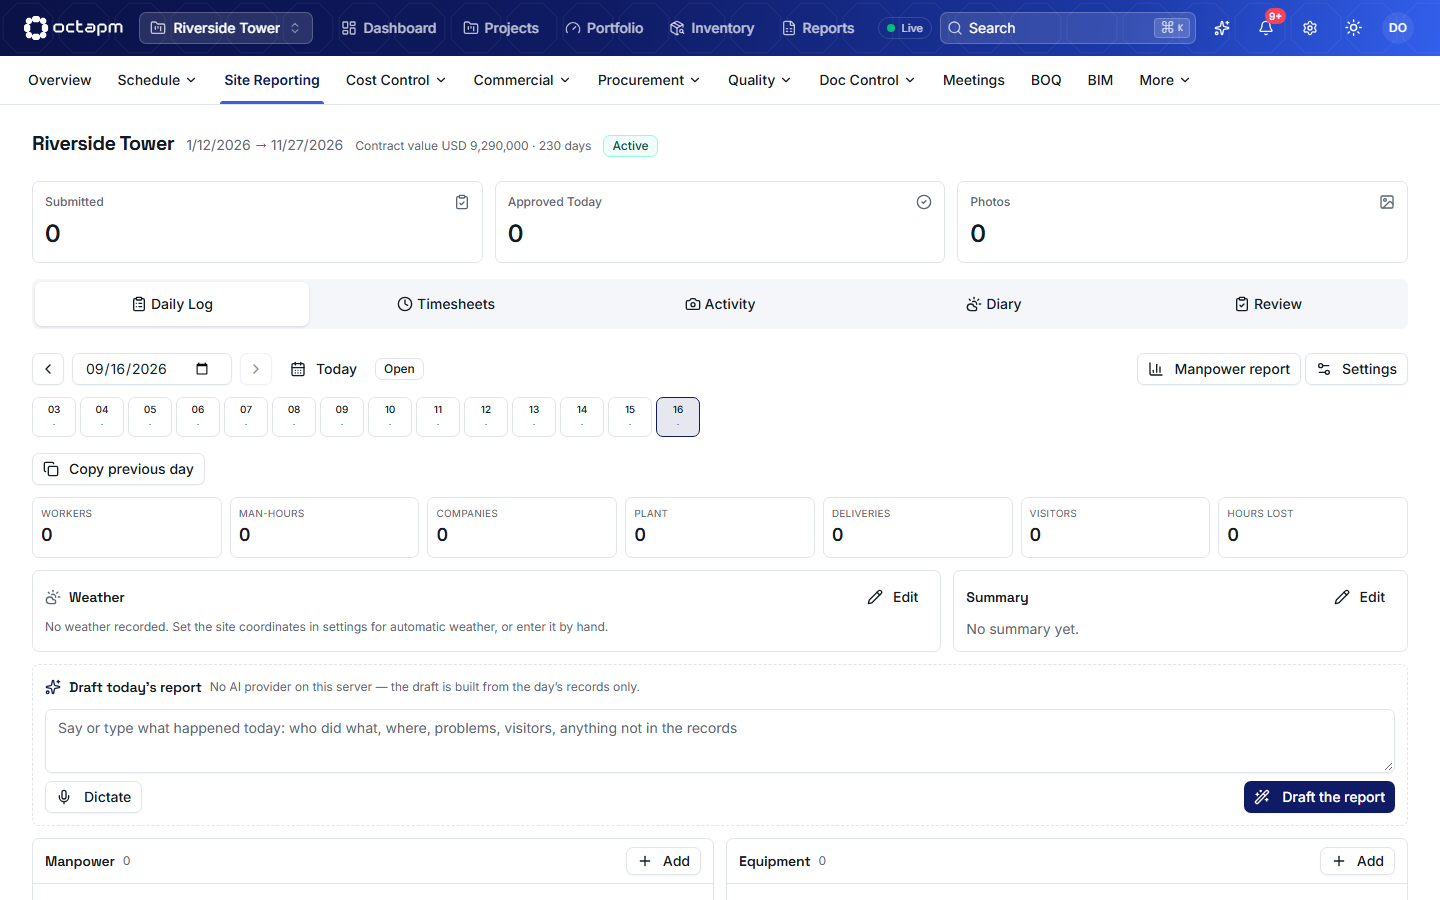 octapm Riverside Tower Dashboard Projects Portfolio Inventory Reports Live Search ⌘ K 9+ DO
Overview Schedule Site Reporting Cost Control Commercial Procurement Quality Doc Control Meetings BOQ BIM More
Riverside Tower 1/12/2026 → 11/27/2026 Contract value USD 9,290,000 · 230 days Active
Submitted Approved Today Photos
0 0 0
Daily Log Timesheets Activity Diary Review
09/16/2026 Today Open Manpower report Settings
03 04 05 06 07 08 09 10 11 12 13 14 15 16
· · · · · · · · · · · · · ·
Copy previous day
WORKERS MAN-HOURS COMPANIES PLANT DELIVERIES VISITORS HOURS LOST
0 0 0 0 0 0 0
Weather Edit Summary Edit
No weather recorded. Set the site coordinates in settings for automatic weather, or enter it by hand. No summary yet.
Draft today's report No AI provider on this server — the draft is built from the day's records only.
Say or type what happened today: who did what, where, problems, visitors, anything not in the records
Dictate Draft the report
Manpower 0 Add Equipment 0 Add